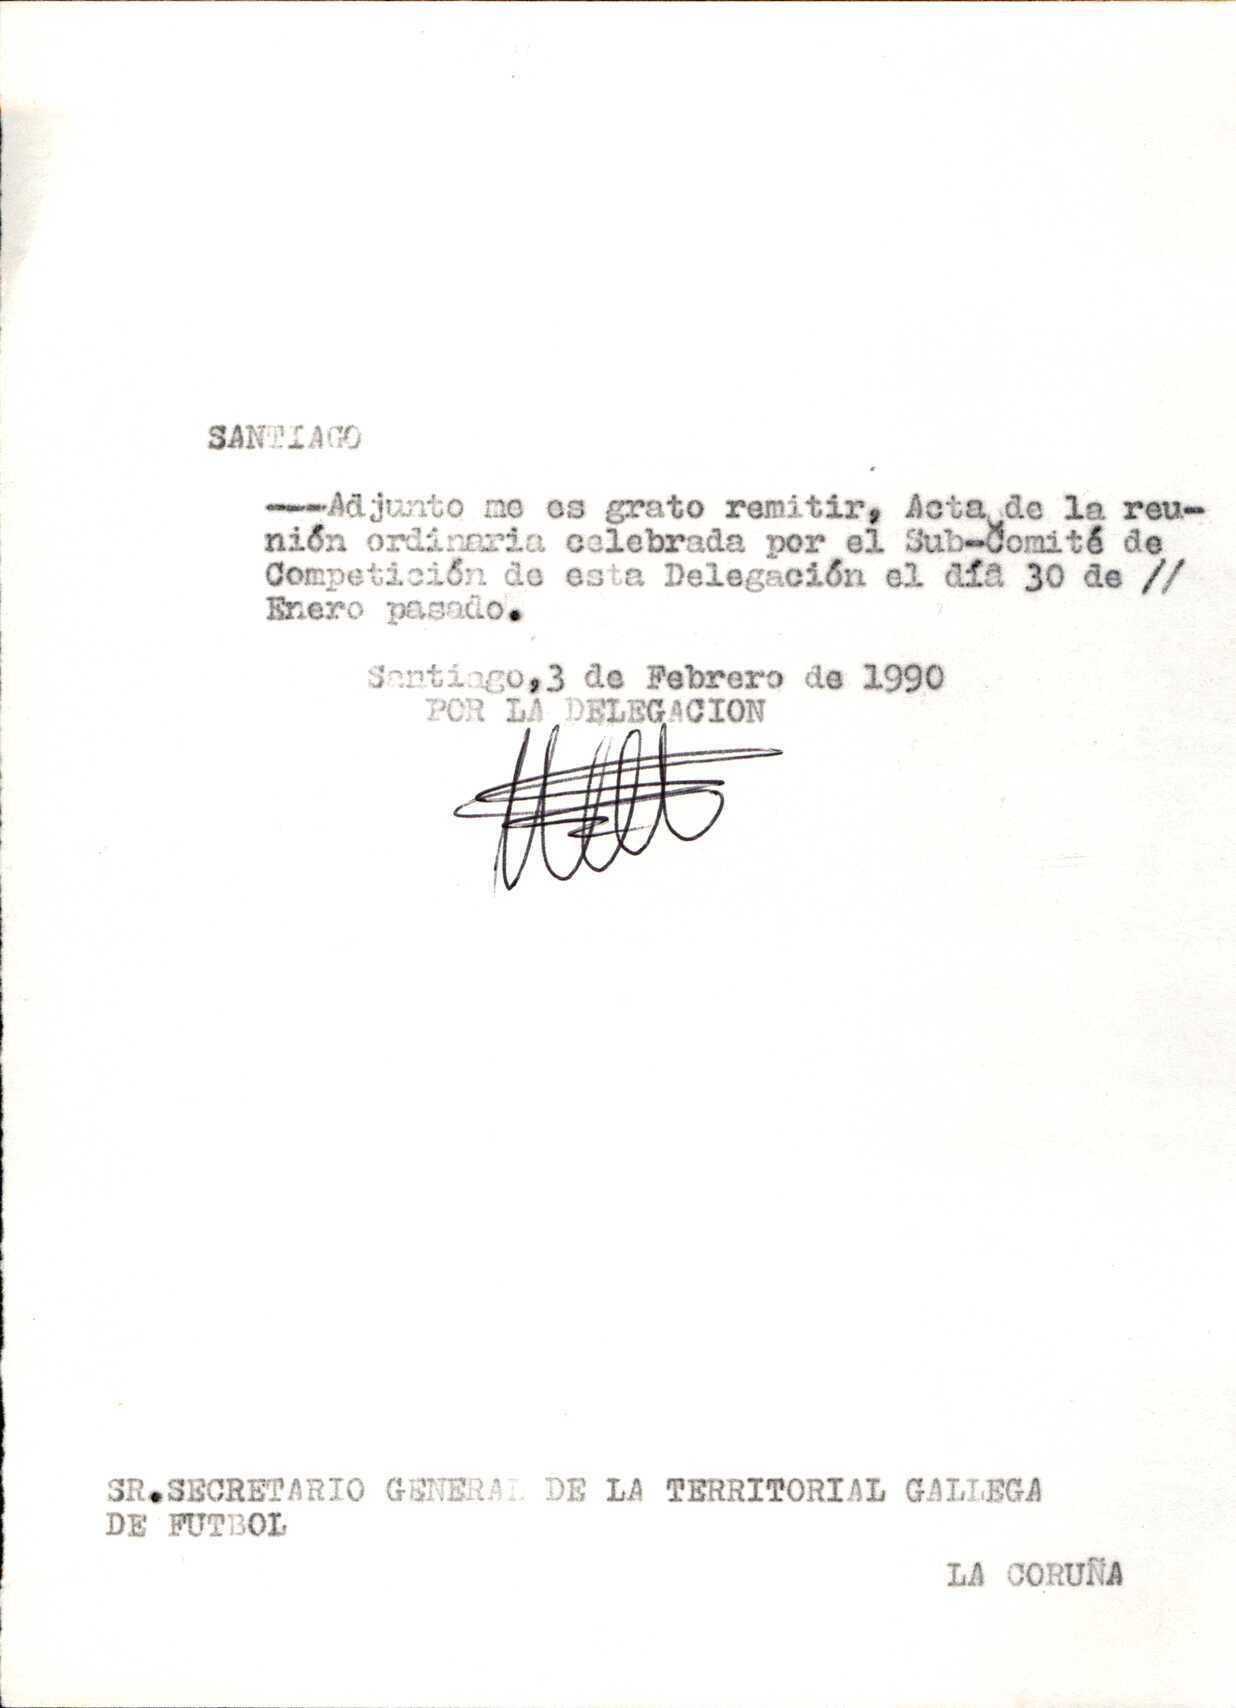 SANTIAGO
---Adjunto me es grato remitir, Acta de la reu-
nión ordinaria celebrada por el Sub-Comité de
Competición de esta Delegación el día 30 de //
Enero pasado.
Santiago,3 de Febrero de 1990
POR LA DELEGACION
SR.SECRETARIO GENERAL DE LA TERRITORIAL GALLEGA
DE FUTBOL
LA CORUÑA